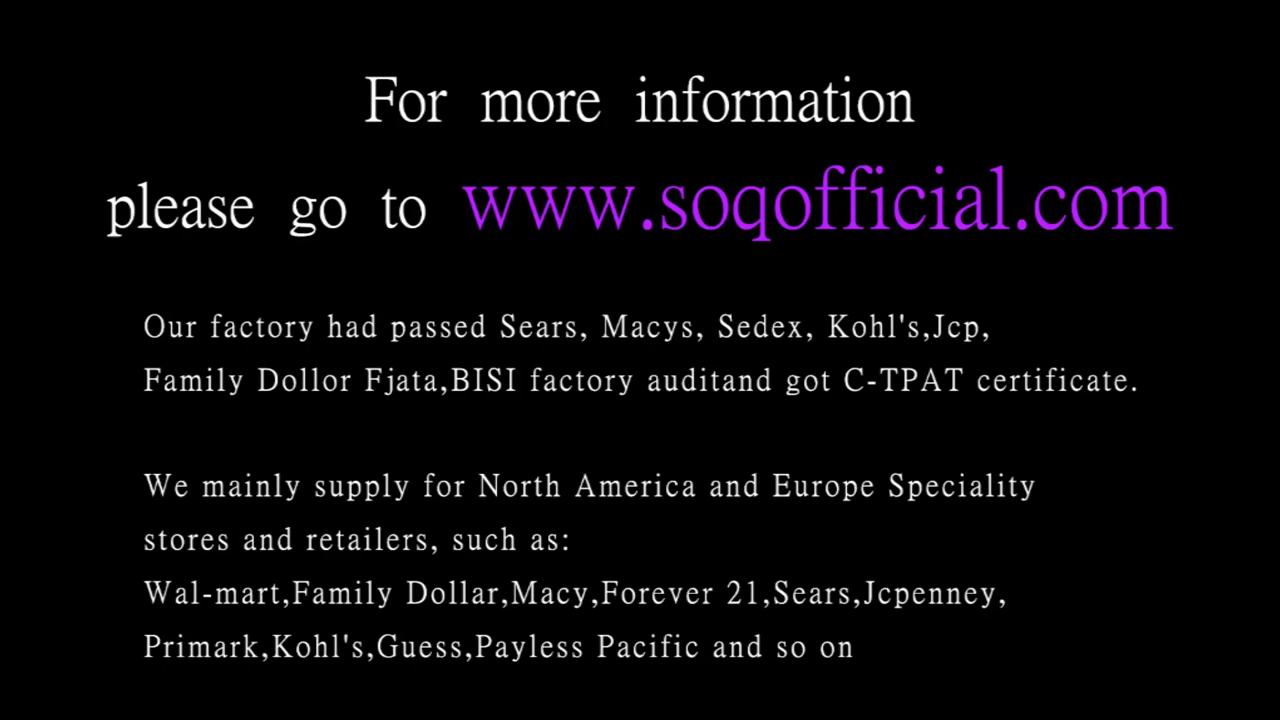 For more information
please go to www.soqofficial.com
Our factory had passed Sears, Macys, Sedex, Kohl's,Jcp,
Family Dollor Fjata,BISI factory auditand got C-TPAT certificate.
We mainly supply for North America and Europe Speciality
stores and retailers, such as:
Wal-mart,Family Dollar,Macy,Forever 21,Sears,Jcpenney,
Primark,Kohl's,Guess,Payless Pacific and so on